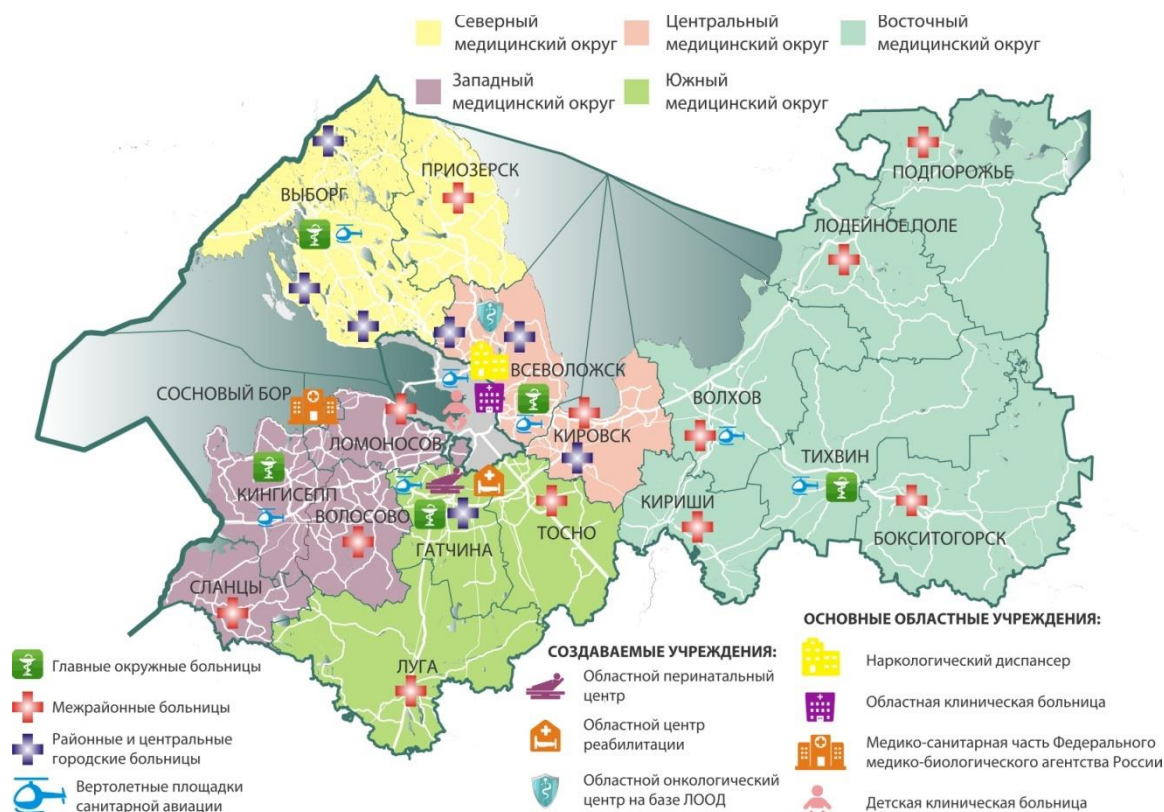 Северный
медицинский округ
Центральный
медицинский округ
Восточный
медицинский округ
Западный
медицинский округ
Южный
медицинский округ
ПРИОЗЕРСК
ПОДПОРОЖЬЕ
ВЫБОРГ
ЛОДЕЙНОЕ ПОЛЕ
ВСЕВОЛОЖСК
СОСНОВЫЙ БОР
ВОЛХОВ
ЛОМОНОСОВ
КИРОВСК
ТИХВИН
КИНГИСЕПП
КИРИШИ
ВОЛОСОВО
ТОСНО
БОКСИТОГОРСК
ГАТЧИНА
СЛАНЦЫ
ЛУГА
Главные окружные больницы
Межрайонные больницы
Районные и центральные
городские больницы
Вертолетные площадки
санитарной авиации
СОЗДАВАЕМЫЕ УЧРЕЖДЕНИЯ:
Областной перинатальный
центр
Областной центр
реабилитации
Областной онкологический
центр на базе ЛООД
ОСНОВНЫЕ ОБЛАСТНЫЕ УЧРЕЖДЕНИЯ:
Наркологический диспансер
Областная клиническая больница
Медико-санитарная часть Федерального
медико-биологического агентства России
Детская клиническая больница